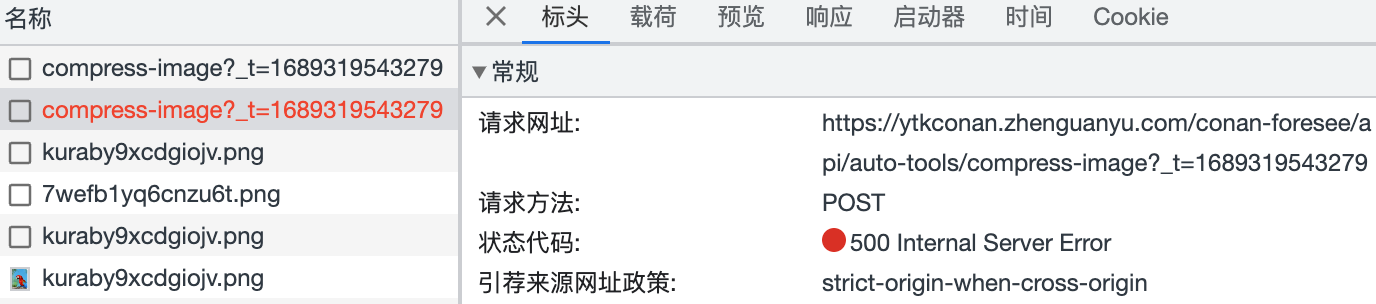 名称
compress-image?_t=1689319543279
compress-image?_t=1689319543279
kuraby9xcdgiojv.png
7wefb1yq6cnzu6t.png
kuraby9xcdgiojv.png
kuraby9xcdgiojv.png
标头 载荷 预览 响应 启动器 时间 Cookie
常规
请求网址: https://ytkconan.zhenguanyu.com/conan-foresee/a
pi/auto-tools/compress-image?_t=1689319543279
请求方法: POST
状态代码: 500 Internal Server Error
引荐来源网址政策: strict-origin-when-cross-origin